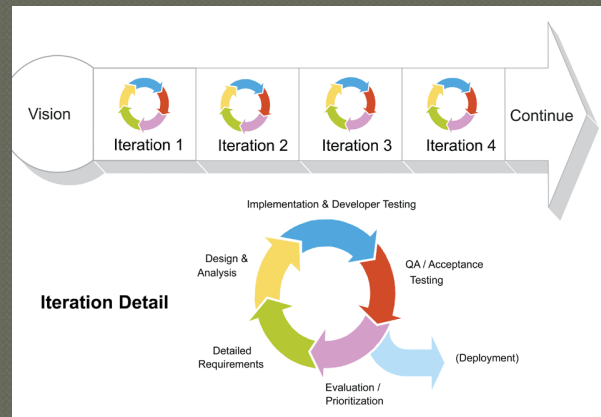 Vision
Iteration 1
Iteration 2
Iteration 3
Iteration 4
Continue
Implementation & Developer Testing
Design &
Analysis
QA / Acceptance
Testing
Iteration Detail
Detailed
Requirements
(Deployment)
Evaluation /
Prioritization